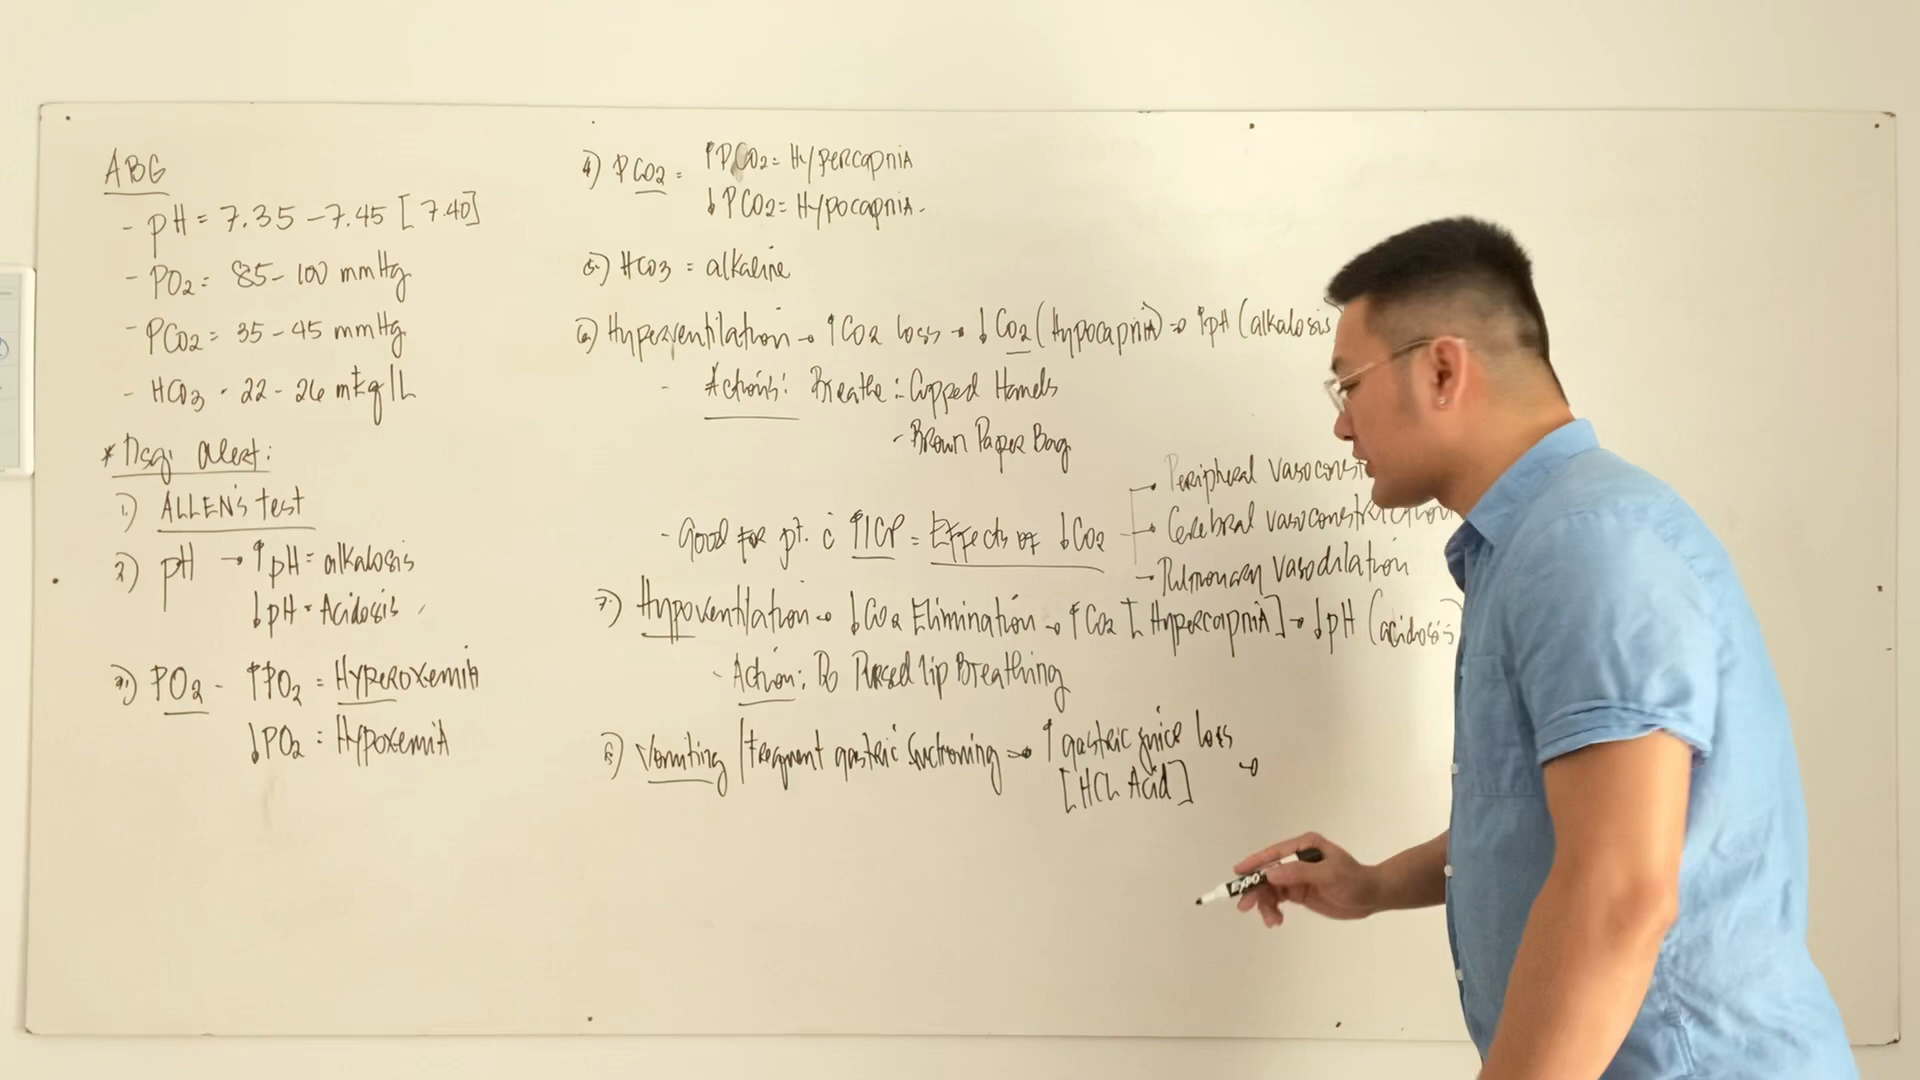 ABG
- pH = 7.35 - 7.45 [7.40]
- PO2 = 85 - 100 mmHg
- PCO2 = 35 - 45 mmHg
- HCO3 = 22 - 26 mEq/L
alert:
1) ALLEN's test
2) pH → ↑pH = alkalosis
↓pH = Acidosis
3) PO2 - ↑PO2 = Hyperoxemia
↓PO2 = Hypoxemia
4) PCO2 = ↑PCO2 = Hypercapnia
↓PCO2 = Hypocapnia
5) HCO3 = alkaline
6) Hyperventilation → ↑CO2 loss → ↓CO2 (Hypocapnia) → ↑pH (alkalosis
- Actions: Breathe: - Cupped Hands
- Brown Paper Bag
- Good for pt. c̄ ↑ICP = Effects of ↓CO2
→ Peripheral vasoconst
→ Cerebral vasoconstriction
→ Pulmonary vasodilation
7) Hypoventilation → ↓CO2 Elimination → ↑CO2 [Hypercapnia] → ↓pH (acidosis)
- Action: Do Pursed lip Breathing
8) Vomiting / frequent gastric suctioning → ↑ gastric juice loss →
[HCL Acid]
EXPO